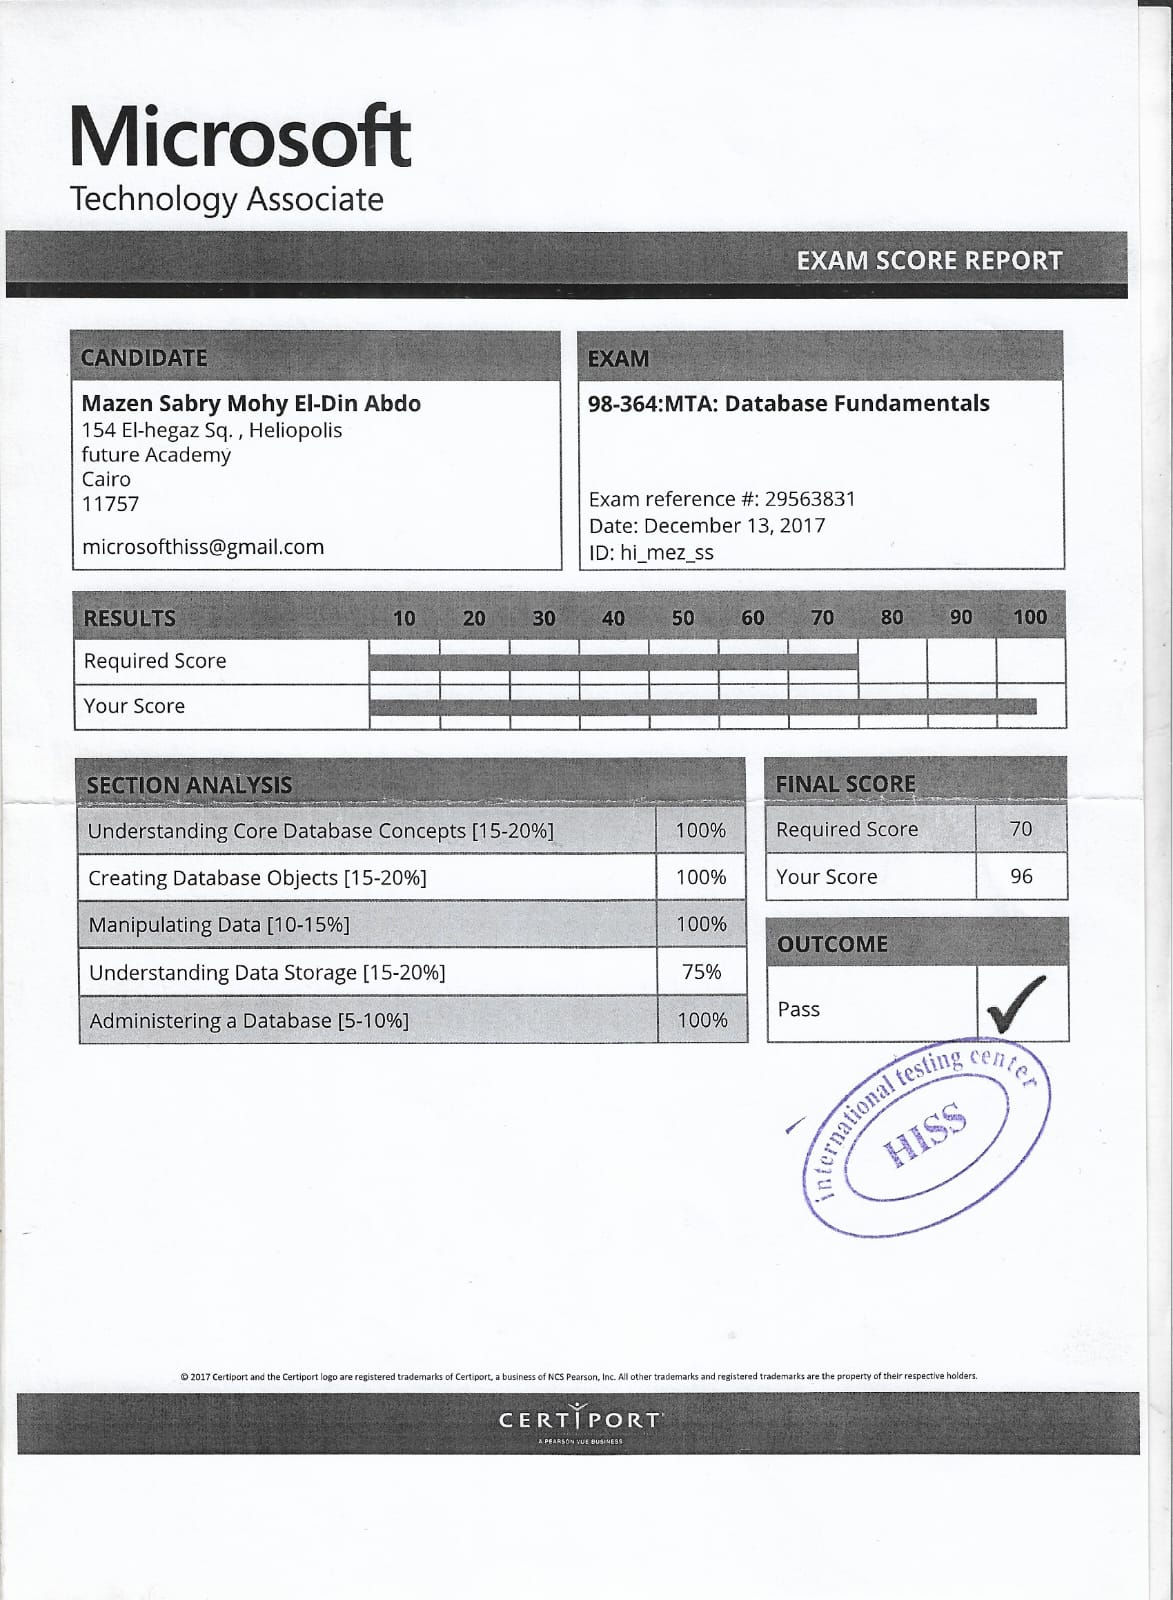 Microsoft
Technology Associate
EXAM SCORE REPORT
CANDIDATE
Mazen Sabry Mohy El-Din Abdo
154 El-hegaz Sq. , Heliopolis
future Academy
Cairo
11757
microsofthiss@gmail.com
EXAM
98-364:MTA: Database Fundamentals
Exam reference #: 29563831
Date: December 13, 2017
ID: hi_mez_ss
RESULTS 10 20 30 40 50 60 70 80 90 100
Required Score
Your Score
SECTION ANALYSIS
Understanding Core Database Concepts [15-20%] 100%
Creating Database Objects [15-20%] 100%
Manipulating Data [10-15%] 100%
Understanding Data Storage [15-20%] 75%
Administering a Database [5-10%] 100%
FINAL SCORE
Required Score 70
Your Score 96
OUTCOME
Pass
international testing center
HISS
© 2017 Certiport and the Certiport logo are registered trademarks of Certiport, a business of NCS Pearson, Inc. All other trademarks and registered trademarks are the property of their respective holders.
CERTIPORT
A PEARSON VUE BUSINESS